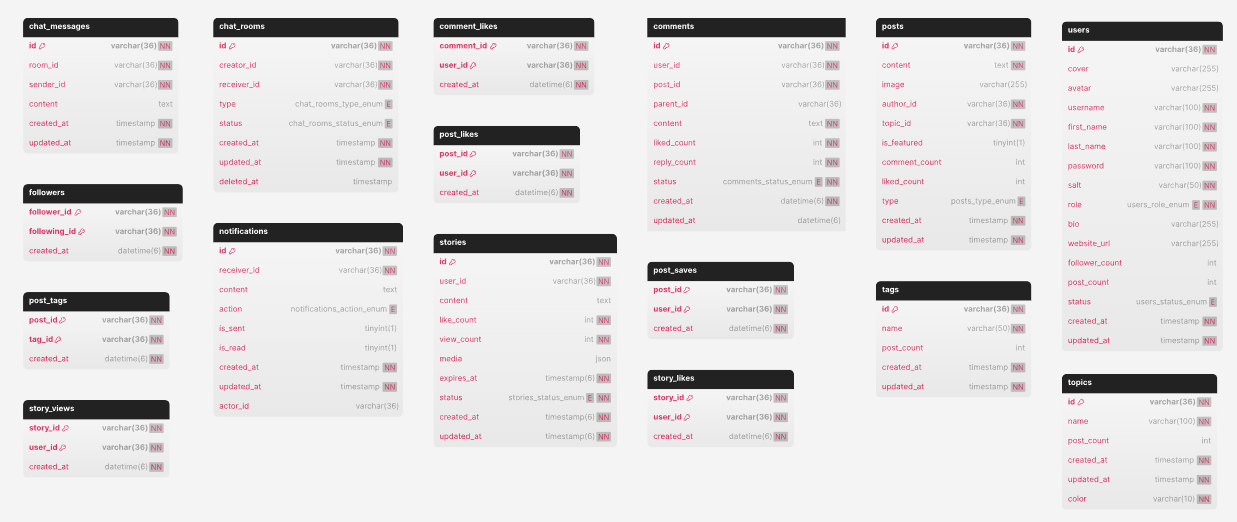 chat_messages
id varchar(36) NN
room_id varchar(36) NN
sender_id varchar(36) NN
content text
created_at timestamp NN
updated_at timestamp NN
followers
follower_id varchar(36) NN
following_id varchar(36) NN
created_at datetime(6) NN
post_tags
post_id varchar(36) NN
tag_id varchar(36) NN
created_at datetime(6) NN
story_views
story_id varchar(36) NN
user_id varchar(36) NN
created_at datetime(6) NN
chat_rooms
id varchar(36) NN
creator_id varchar(36) NN
receiver_id varchar(36) NN
type chat_rooms_type_enum E
status chat_rooms_status_enum E
created_at timestamp NN
updated_at timestamp NN
deleted_at timestamp
notifications
id varchar(36) NN
receiver_id varchar(36) NN
content text
action notifications_action_enum E
is_sent tinyint(1)
is_read tinyint(1)
created_at timestamp NN
updated_at timestamp NN
actor_id varchar(36)
comment_likes
comment_id varchar(36) NN
user_id varchar(36) NN
created_at datetime(6) NN
post_likes
post_id varchar(36) NN
user_id varchar(36) NN
created_at datetime(6) NN
stories
id varchar(36) NN
user_id varchar(36) NN
content text
like_count int NN
view_count int NN
media json
expires_at timestamp(6) NN
status stories_status_enum E NN
created_at timestamp(6) NN
updated_at timestamp(6) NN
comments
id varchar(36) NN
user_id varchar(36) NN
post_id varchar(36) NN
parent_id varchar(36)
content text NN
liked_count int NN
reply_count int NN
status comments_status_enum E NN
created_at datetime(6) NN
updated_at datetime(6)
post_saves
post_id varchar(36) NN
user_id varchar(36) NN
created_at datetime(6) NN
story_likes
story_id varchar(36) NN
user_id varchar(36) NN
created_at datetime(6) NN
posts
id varchar(36) NN
content text NN
image varchar(255)
author_id varchar(36) NN
topic_id varchar(36) NN
is_featured tinyint(1)
comment_count int
liked_count int
type posts_type_enum E
created_at timestamp NN
updated_at timestamp NN
tags
id varchar(36) NN
name varchar(50) NN
post_count int
created_at timestamp NN
updated_at timestamp NN
users
id varchar(36) NN
cover varchar(255)
avatar varchar(255)
username varchar(100) NN
first_name varchar(100) NN
last_name varchar(100) NN
password varchar(100) NN
salt varchar(50) NN
role users_role_enum E NN
bio varchar(255)
website_url varchar(255)
follower_count int
post_count int
status users_status_enum E
created_at timestamp NN
updated_at timestamp NN
topics
id varchar(36) NN
name varchar(100) NN
post_count int
created_at timestamp NN
updated_at timestamp NN
color varchar(10) NN